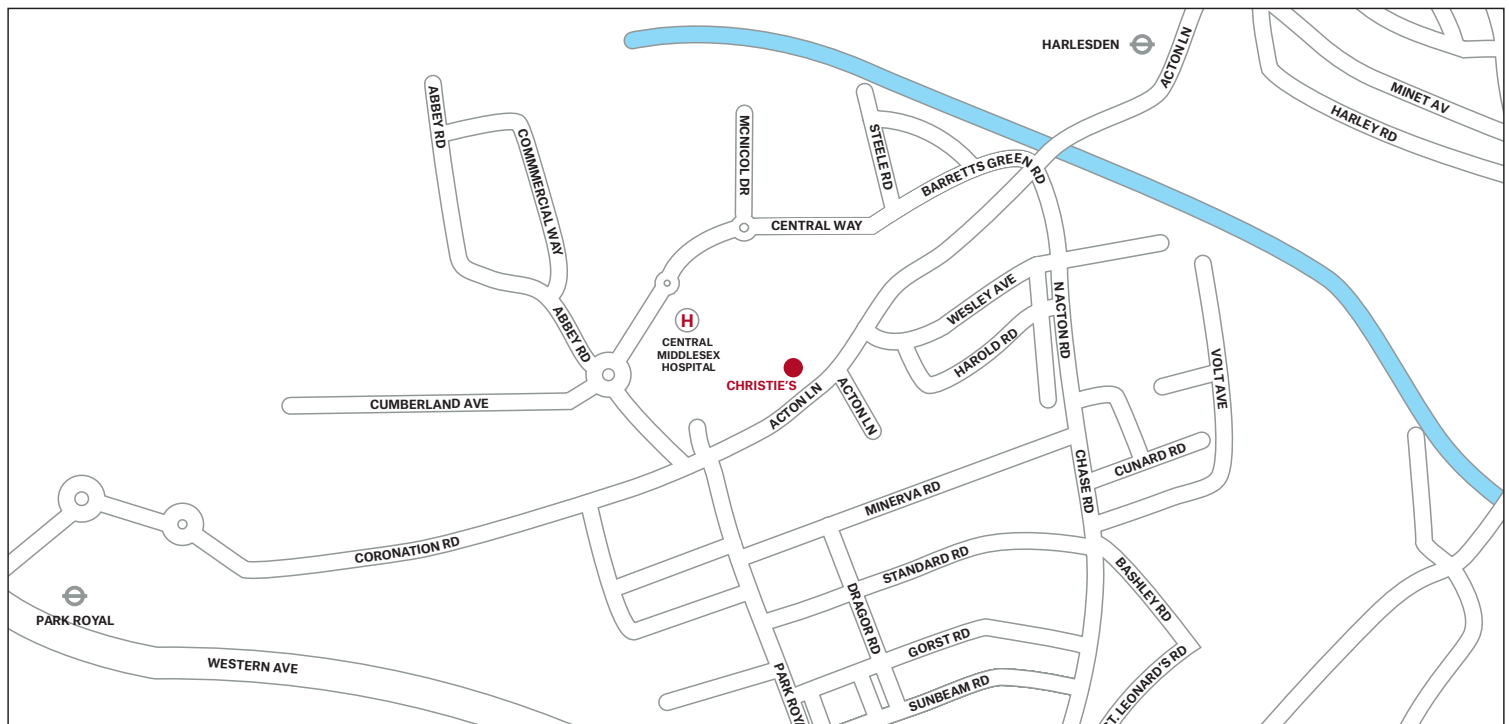 HARLESDEN
ACTON LN
MINET AV
HARLEY RD
ABBEY RD
COMMMERCIAL WAY
MCNICOL DR
STEELE RD
BARRETTS GREEN RD
CENTRAL WAY
WESLEY AVE
N ACTON RD
HAROLD RD
ABBEY RD
H
CENTRAL
MIDDLESEX
HOSPITAL
CHRISTIE'S
ACTON LN
ACTON LN
VOLT AVE
CUMBERLAND AVE
CUNARD RD
CHASE RD
MINERVA RD
CORONATION RD
STANDARD RD
BASHLEY RD
DRAGOR RD
PARK ROYAL
GORST RD
WESTERN AVE
PARK ROYA
SUNBEAM RD
T. LEONARD'S RD